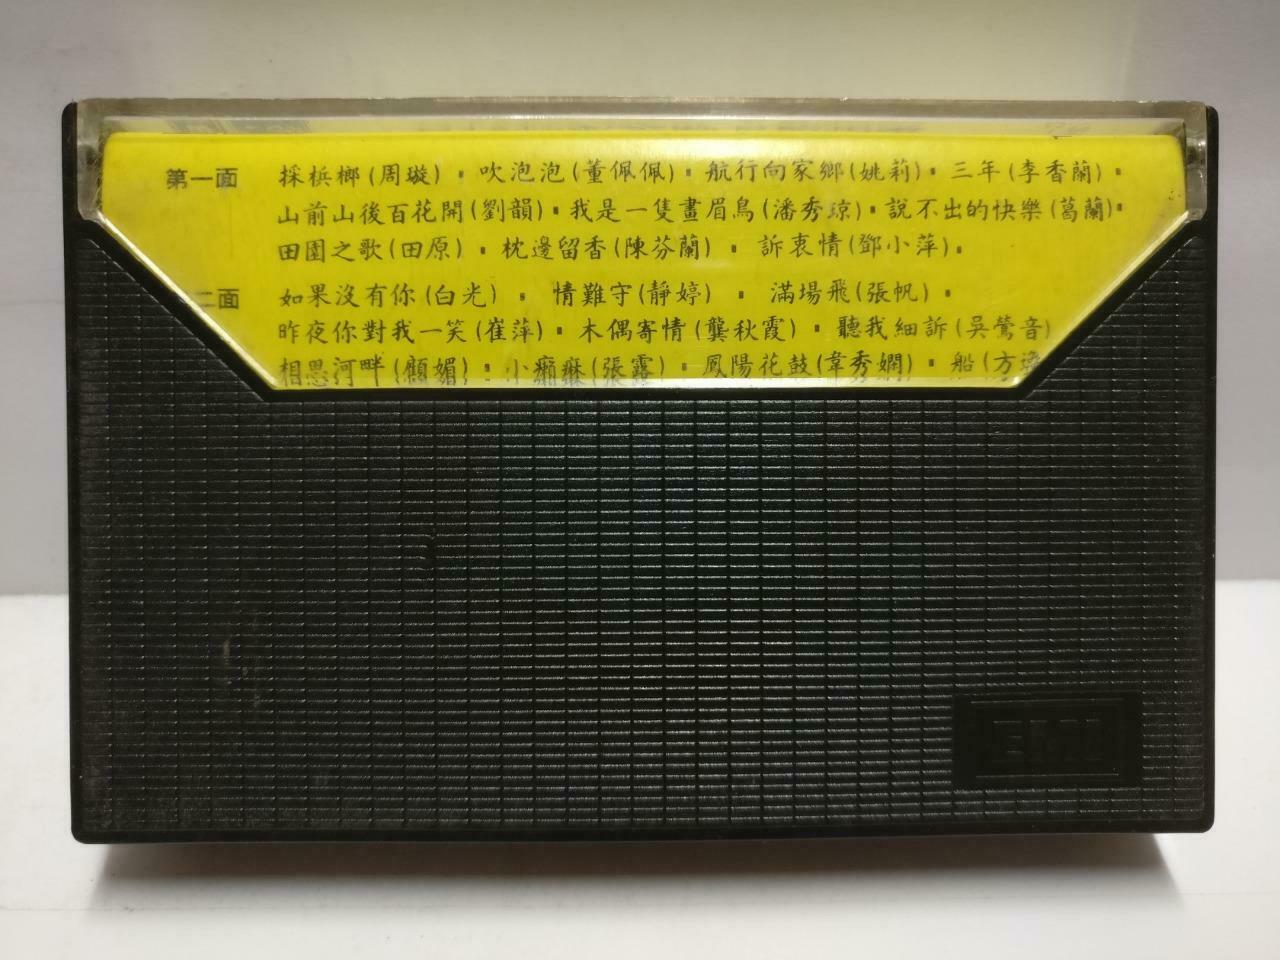 第一面 採梹榔(周璇)．吹泡泡(董佩佩)．航行向家鄉(姚莉)．三年(李香蘭)．
山前山後百花開(劉韻)．我是一隻畫眉鳥(潘秀琼)．說不出的快樂(葛蘭)．
田園之歌(田原)．枕邊留香(陳芬蘭)．訴衷情(鄧小萍)．
二面 如果沒有你(白光)．情難守(靜婷)．滿場飛(張帆)．
昨夜你對我一笑(崔萍)．木偶寄情(龔秋霞)．聽我細訴(吳鶯音)
相思河畔(顧媚)．小癩痲(張露)．鳳陽花鼓(韋秀嫻)．船(方逸